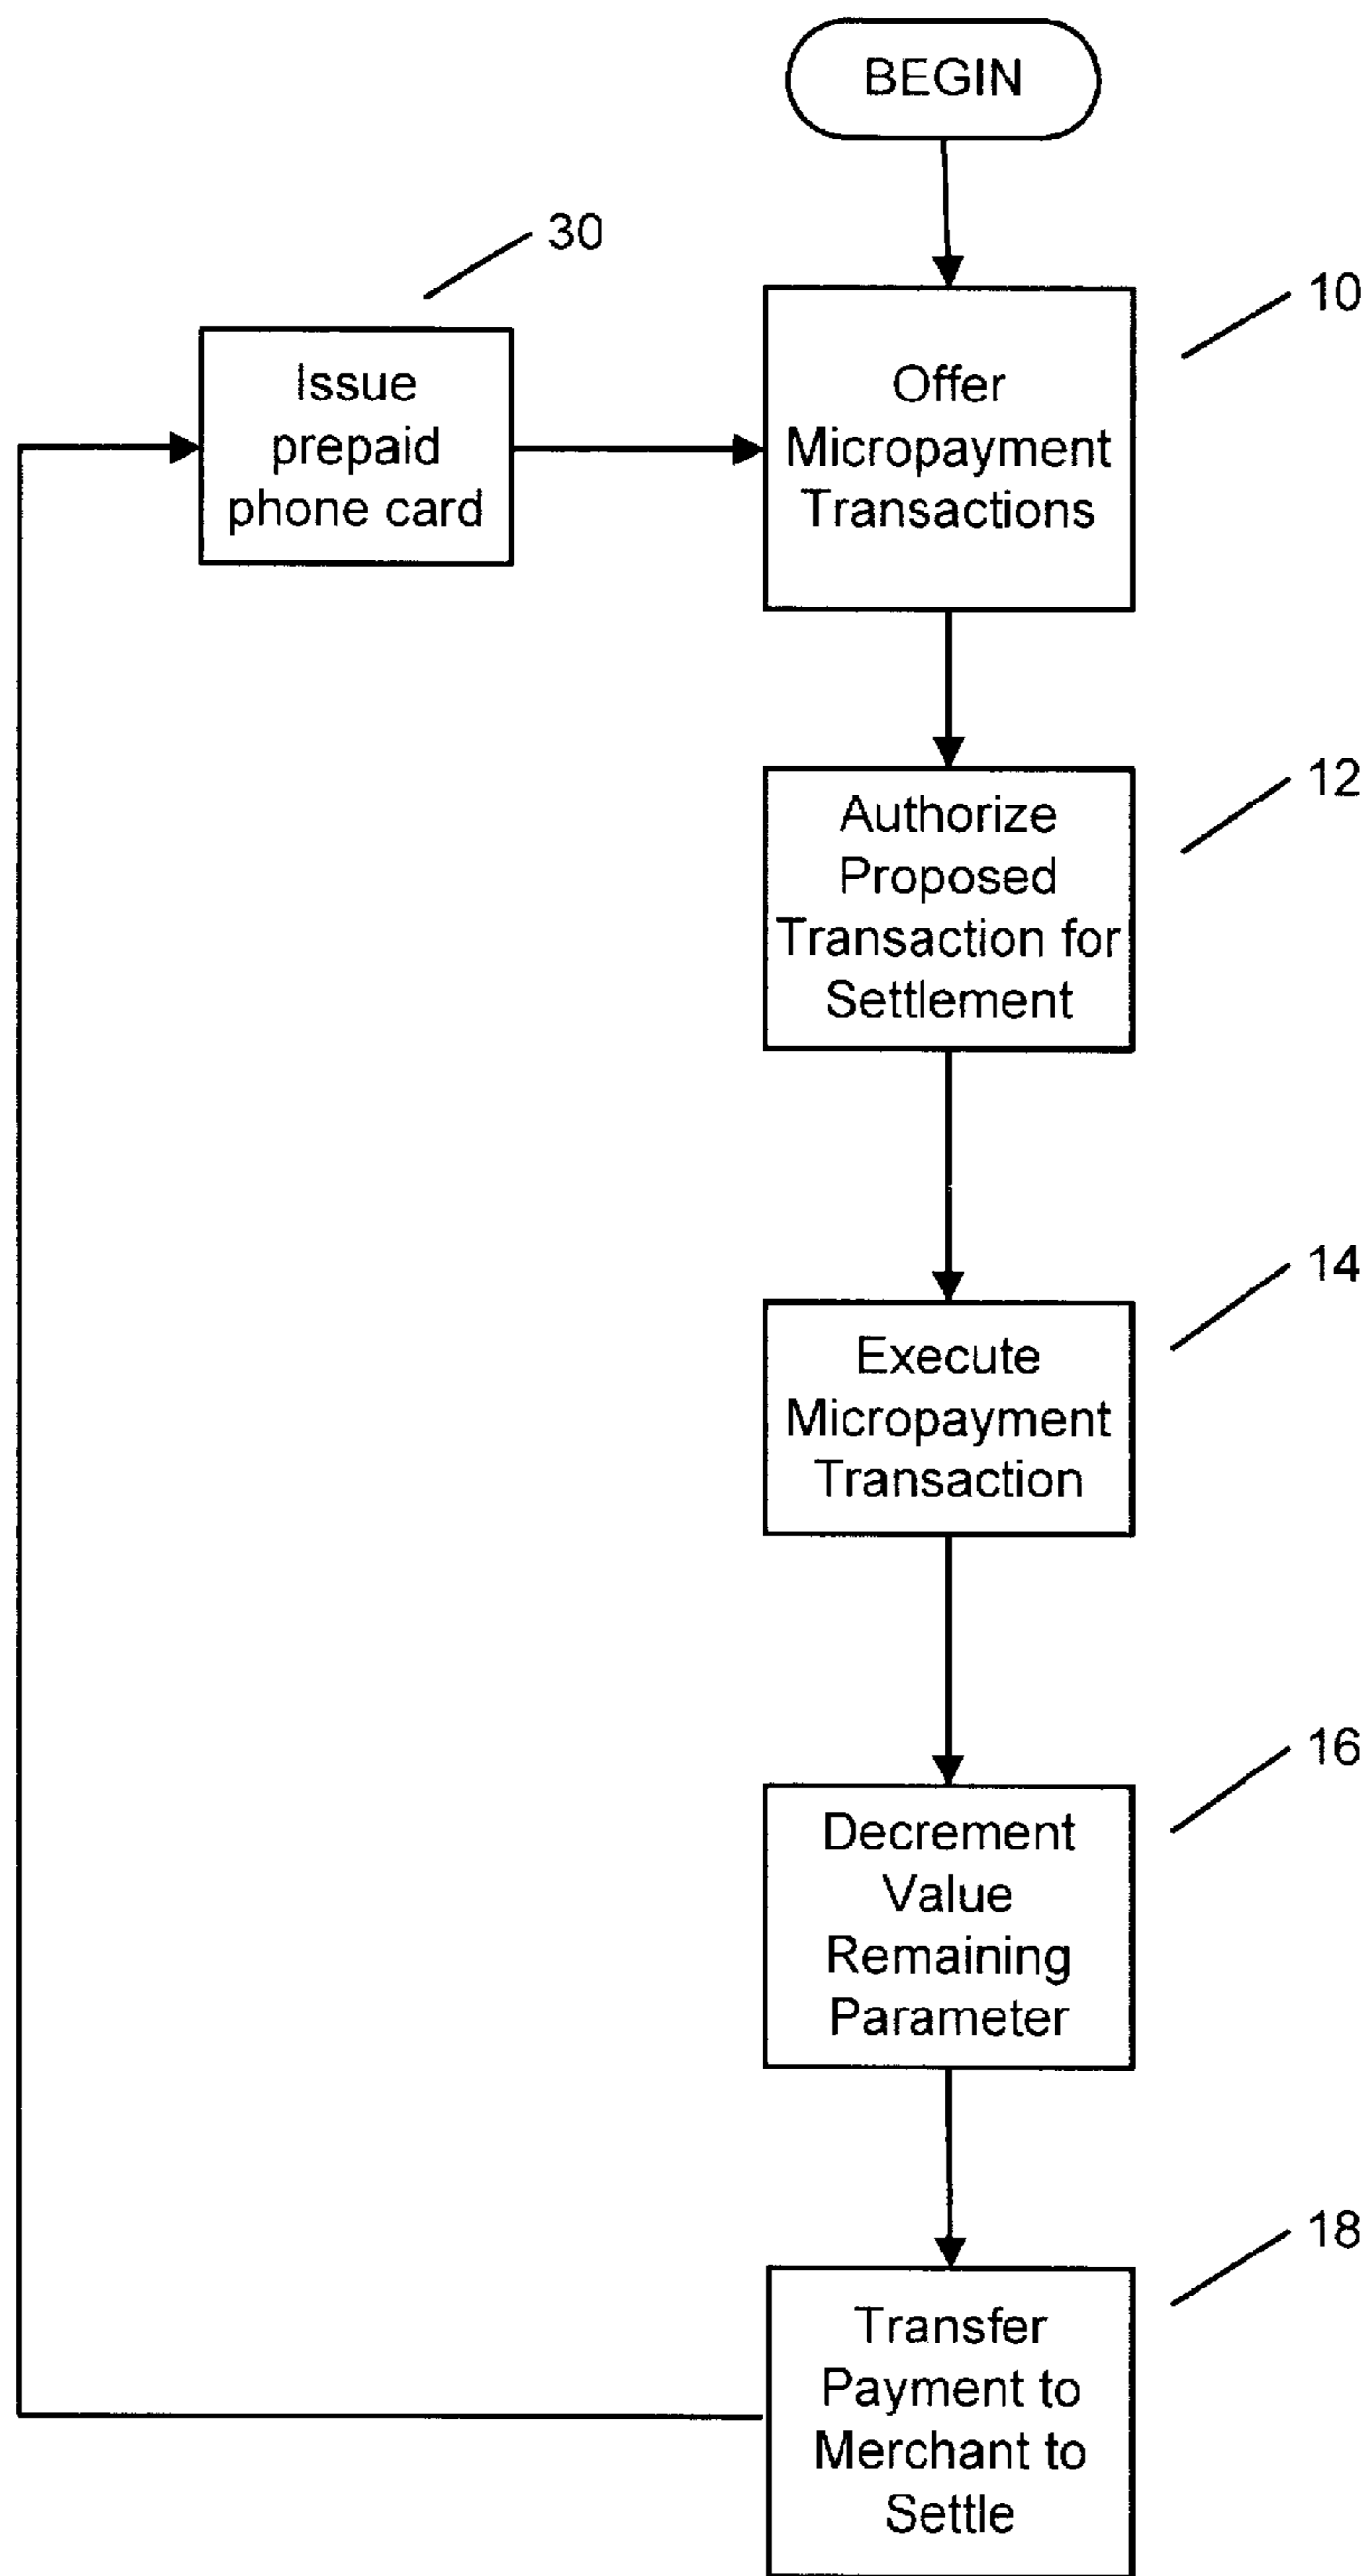 BEGIN
30
Issue
prepaid
phone card
10
Offer
Micropayment
Transactions
12
Authorize
Proposed
Transaction for
Settlement
14
Execute
Micropayment
Transaction
16
Decrement
Value
Remaining
Parameter
18
Transfer
Payment to
Merchant to
Settle